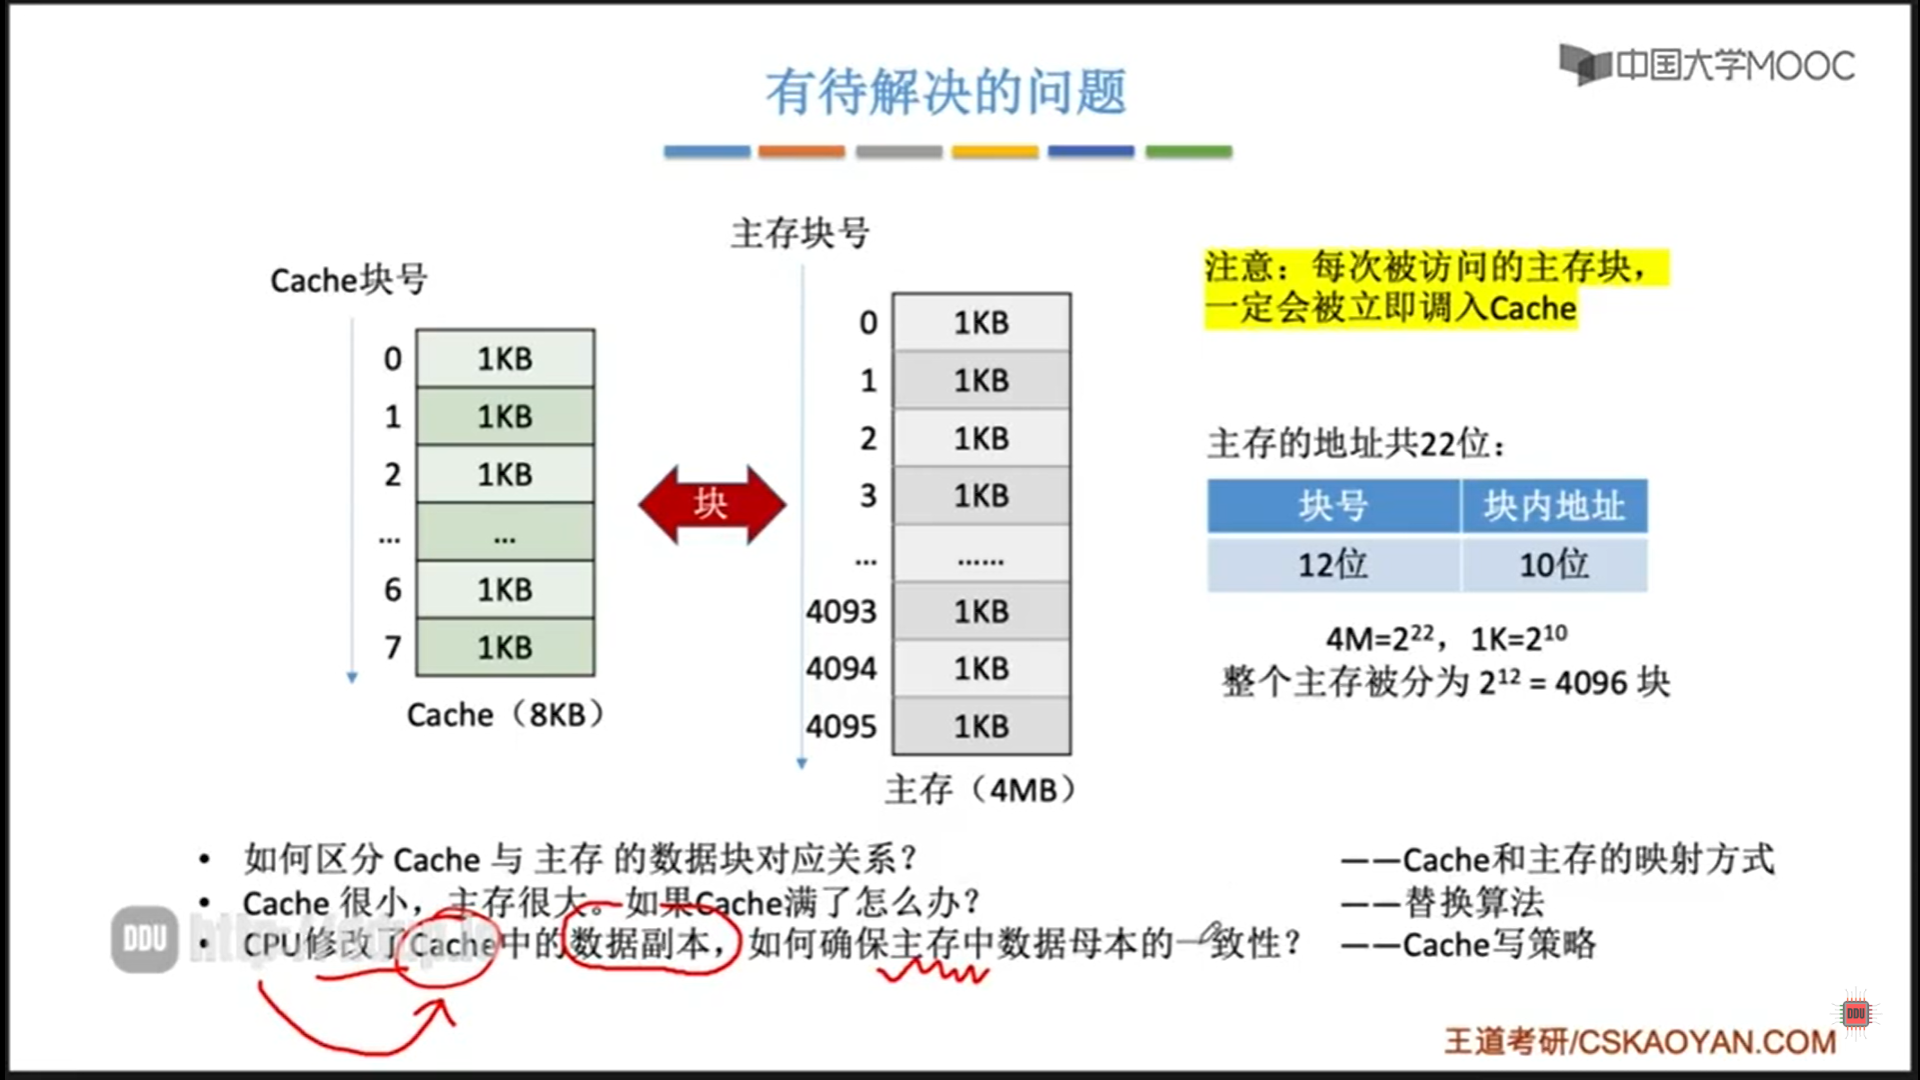 中国大学MOOC
有待解决的问题
主存块号
Cache块号
0 1KB
1 1KB
2 1KB
... ...
6 1KB
7 1KB
Cache（8KB）
块
0 1KB
1 1KB
2 1KB
3 1KB
... ......
4093 1KB
4094 1KB
4095 1KB
主存（4MB）
注意：每次被访问的主存块，
一定会被立即调入Cache
主存的地址共22位：
块号 块内地址
12位 10位
4M=2²²，1K=2¹⁰
整个主存被分为 2¹² = 4096 块
• 如何区分 Cache 与 主存 的数据块对应关系？ ——Cache和主存的映射方式
• Cache 很小，主存很大。如果Cache满了怎么办？ ——替换算法
• CPU修改了Cache中的数据副本，如何确保主存中数据母本的一致性？ ——Cache写策略
DDU
DDU
王道考研/CSKAOYAN.COM